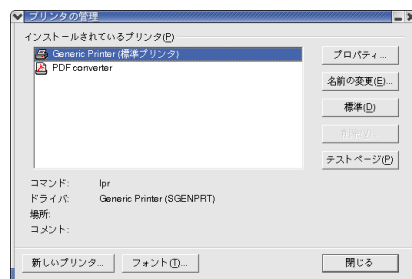 プリンタの管理
インストールされているプリンタ(P)
Generic Printer (標準プリンタ)
PDF converter
プロパティ...
名前の変更(E)...
標準(D)
削除(V)...
テストページ(P)
コマンド: lpr
ドライバ: Generic Printer (SGENPRT)
場所:
コメント:
新しいプリンタ...
フォント(T)...
閉じる